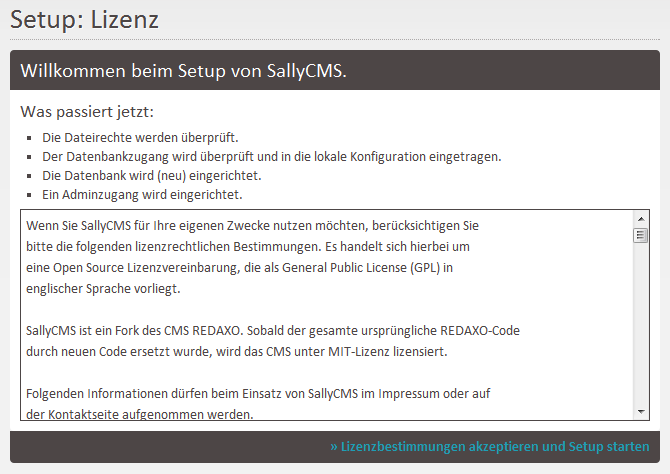 Setup: Lizenz
Willkommen beim Setup von SallyCMS.
Was passiert jetzt:
Die Dateirechte werden überprüft.
Der Datenbankzugang wird überprüft und in die lokale Konfiguration eingetragen.
Die Datenbank wird (neu) eingerichtet.
Ein Adminzugang wird eingerichtet.
Wenn Sie SallyCMS für Ihre eigenen Zwecke nutzen möchten, berücksichtigen Sie
bitte die folgenden lizenzrechtlichen Bestimmungen. Es handelt sich hierbei um
eine Open Source Lizenzvereinbarung, die als General Public License (GPL) in
englischer Sprache vorliegt.
SallyCMS ist ein Fork des CMS REDAXO. Sobald der gesamte ursprüngliche REDAXO-Code
durch neuen Code ersetzt wurde, wird das CMS unter MIT-Lizenz lizensiert.
Folgenden Informationen dürfen beim Einsatz von SallyCMS im Impressum oder auf
der Kontaktseite aufgenommen werden.
» Lizenzbestimmungen akzeptieren und Setup starten